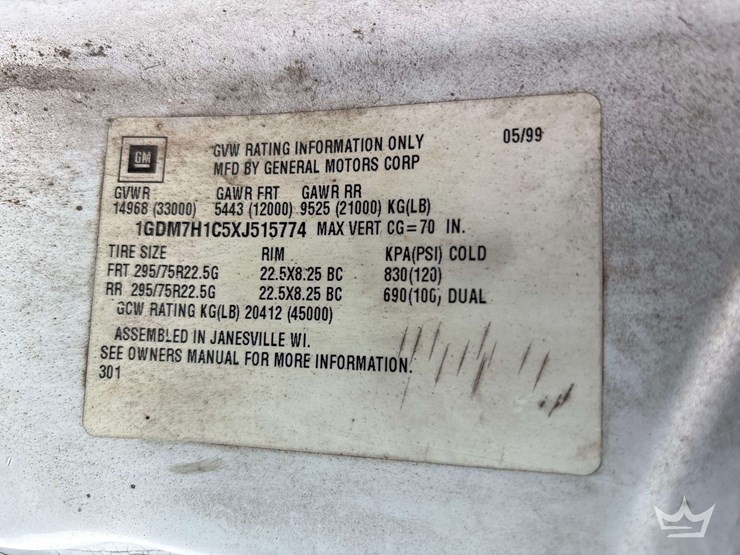 GM
GVW RATING INFORMATION ONLY 05/99
MFD BY GENERAL MOTORS CORP
GVWR GAWR FRT GAWR RR
14968 (33000) 5443 (12000) 9525 (21000) KG(LB)
1GDM7H1C5XJ515774 MAX VERT CG=70 IN.
TIRE SIZE RIM KPA(PSI) COLD
FRT 295/75R22.5G 22.5X8.25 BC 830(120)
RR 295/75R22.5G 22.5X8.25 BC 690(100) DUAL
GCW RATING KG(LB) 20412 (45000)
ASSEMBLED IN JANESVILLE WI.
SEE OWNERS MANUAL FOR MORE INFORMATION.
301